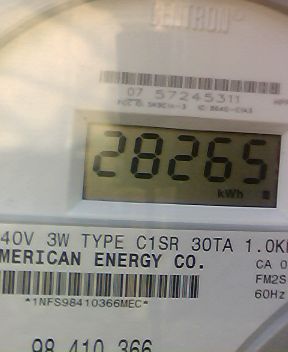 CENTRON
07 57245311
28265
kWh
40V 3W TYPE C1SR 30TA 1.0K
MERICAN ENERGY CO.
CA 0
FM2S
60Hz
*1NFS98410366MEC*
98 410 366